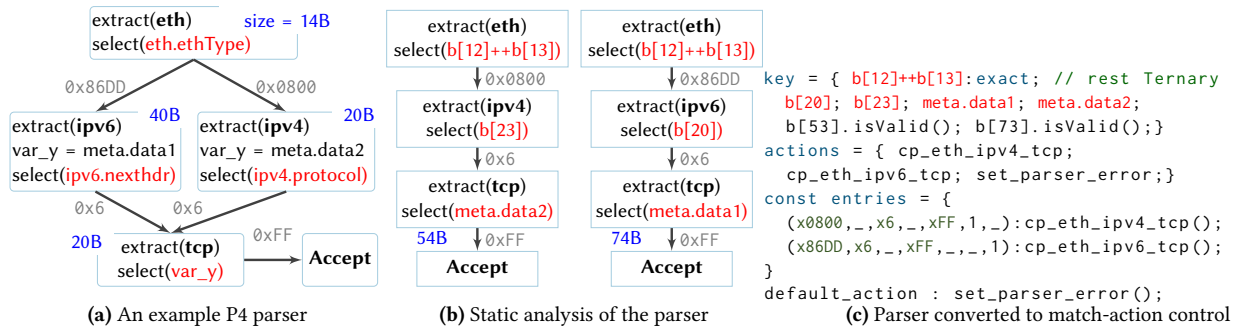 extract(eth)
size = 14B
select(eth.ethType)
0x86DD
0x0800
40B
extract(ipv6)
var_y = meta.data1
select(ipv6.nexthdr)
20B
extract(ipv4)
var_y = meta.data2
select(ipv4.protocol)
0x6
0x6
20B
extract(tcp)
select(var_y)
0xFF
Accept
(a) An example P4 parser
extract(eth)
select(b[12]++b[13])
0x0800
extract(ipv4)
select(b[23])
0x6
extract(tcp)
select(meta.data2)
54B
0xFF
Accept
extract(eth)
select(b[12]++b[13])
0x86DD
extract(ipv6)
select(b[20])
0x6
extract(tcp)
select(meta.data1)
74B
0xFF
Accept
(b) Static analysis of the parser
key = { b[12]++b[13]:exact; // rest Ternary
b[20]; b[23]; meta.data1; meta.data2;
b[53].isValid(); b[73].isValid();}
actions = { cp_eth_ipv4_tcp;
cp_eth_ipv6_tcp; set_parser_error;}
const entries = {
(x0800,_,x6,_,xFF,1,_):cp_eth_ipv4_tcp();
(x86DD,x6,_,xFF,_,_,1):cp_eth_ipv6_tcp();
}
default_action : set_parser_error();
(c) Parser converted to match-action control